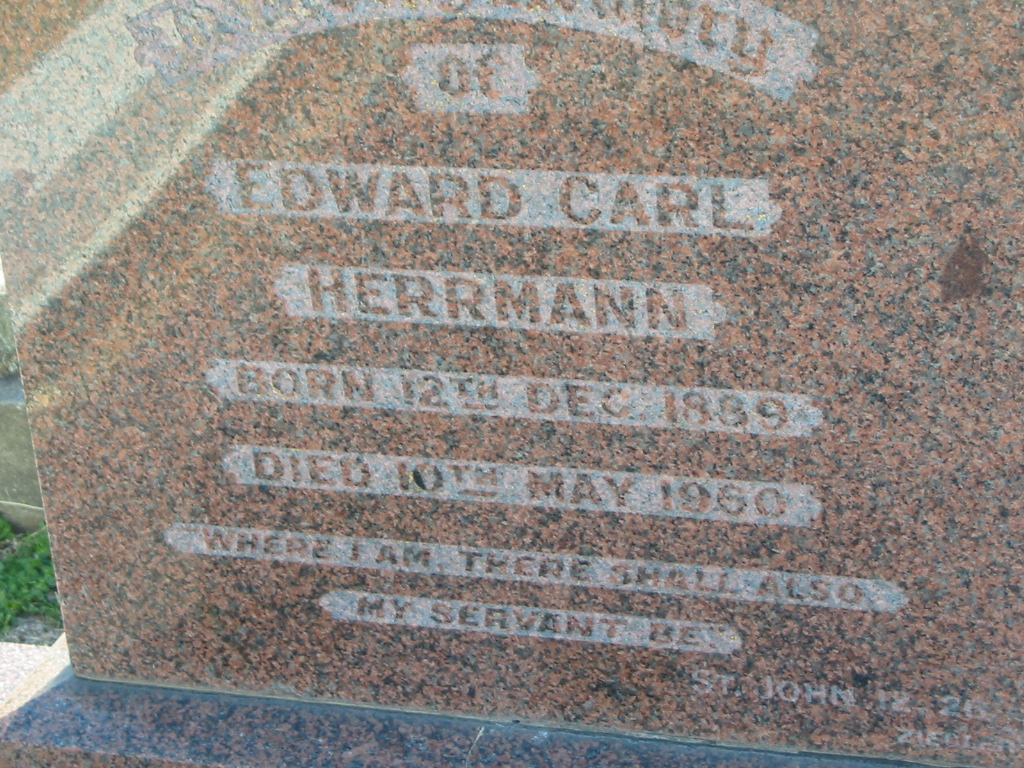 of
EDWARD CARL
HERRMANN
BORN 12TH DEC 1889
DIED 10TH MAY 1960
WHERE I AM, THERE SHALL ALSO
MY SERVANT BE.
ST. JOHN 12, 26